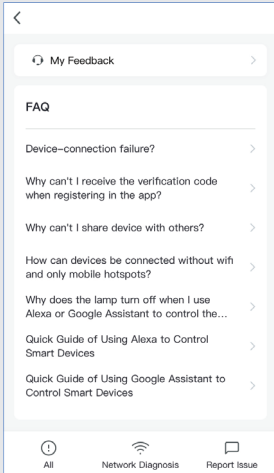 My Feedback
FAQ
Device-connection failure?
Why can't I receive the verification code
when registering in the app?
Why can't I share device with others?
How can devices be connected without wifi
and only mobile hotspots?
Why does the lamp turn off when I use
Alexa or Google Assistant to control the...
Quick Guide of Using Alexa to Control
Smart Devices
Quick Guide of Using Google Assistant to
Control Smart Devices
All
Network Diagnosis
Report Issue